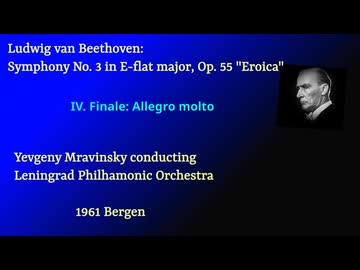 Ludwig van Beethoven:
Symphony No. 3 in E-flat major, Op. 55 "Eroica"
IV. Finale: Allegro molto
Yevgeny Mravinsky conducting
Leningrad Philhamonic Orchestra
1961 Bergen